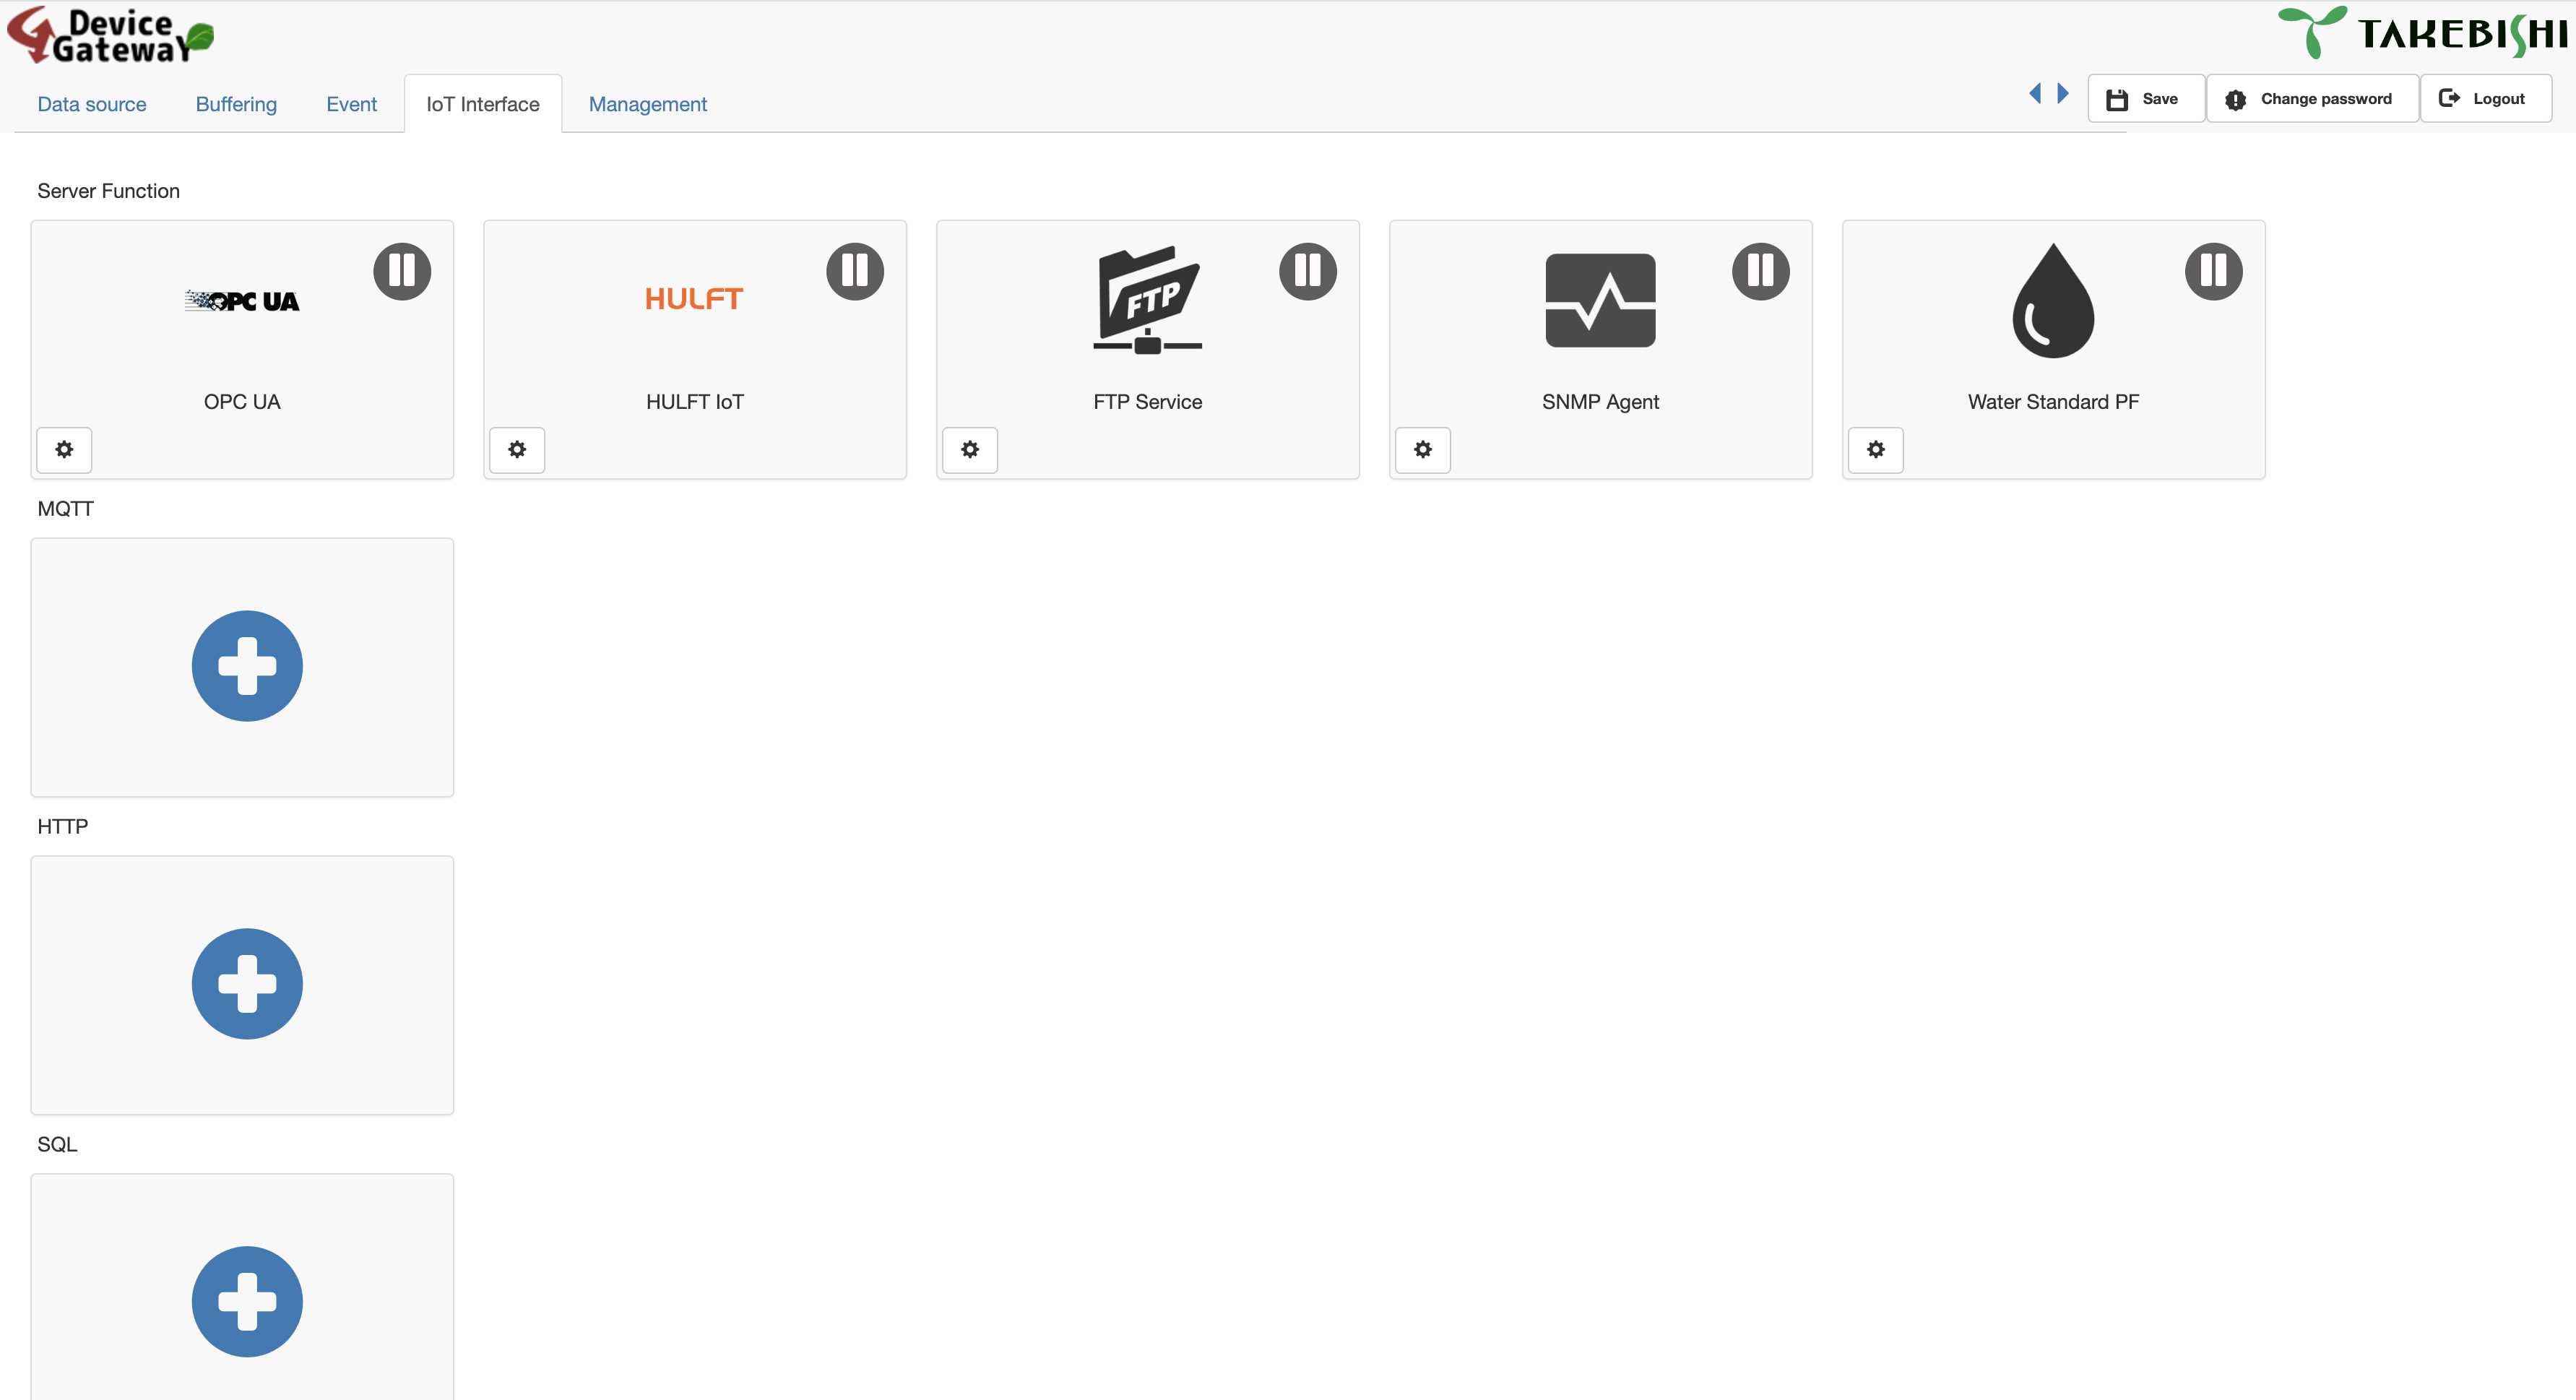 Device
Gateway
TAKEBISHI
Data source
Buffering
Event
IoT Interface
Management
Save
Change password
Logout
Server Function
OPC UA
HULFT
FTP
OPC UA
HULFT IoT
FTP Service
SNMP Agent
Water Standard PF
MQTT
HTTP
SQL